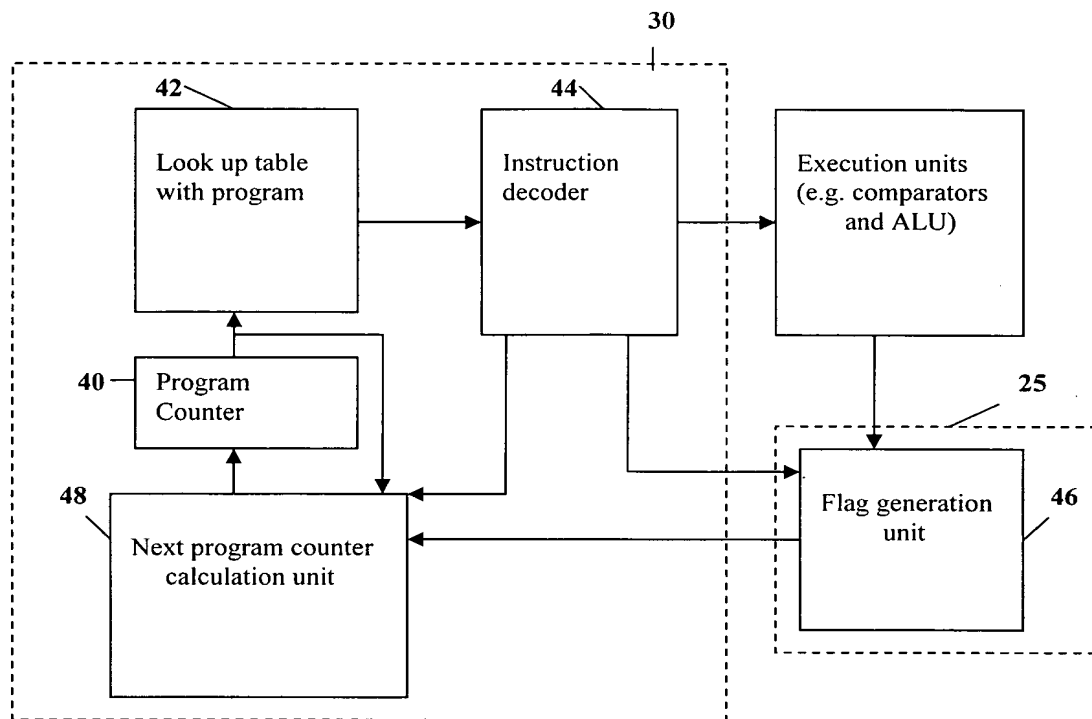 30
42
44
Look up table
with program
Instruction
decoder
Execution units
(e.g. comparators
and ALU)
40
Program
Counter
25
48
Next program counter
calculation unit
Flag generation
unit
46